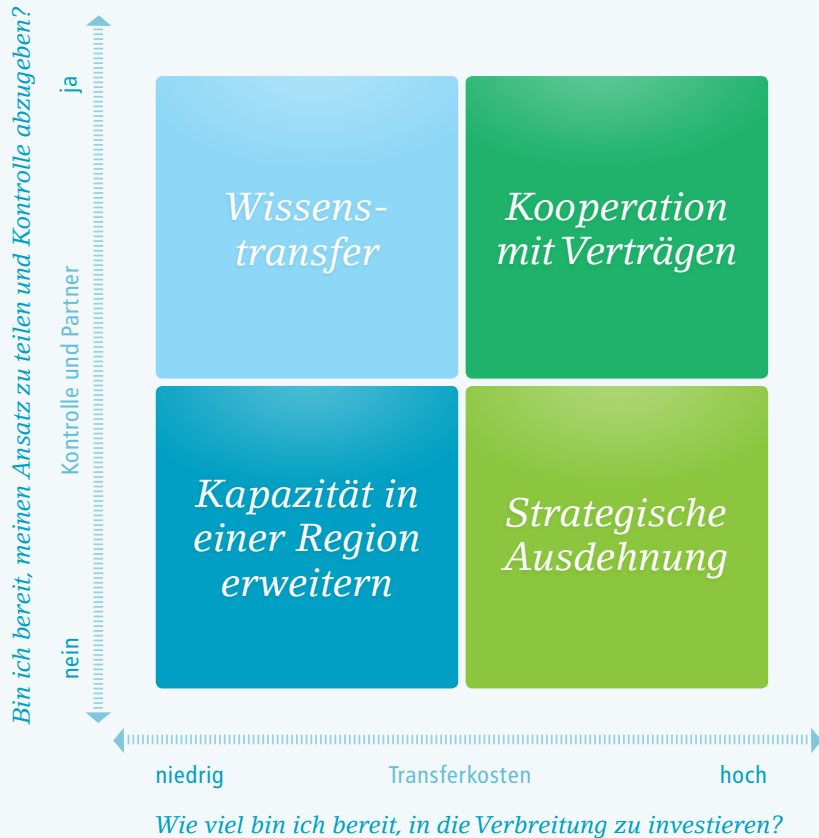 Bin ich bereit, meinen Ansatz zu teilen und Kontrolle abzugeben?
ja
Kontrolle und Partner
nein
Wissens-
transfer
Kooperation
mit Verträgen
Kapazität in
einer Region
erweitern
Strategische
Ausdehnung
niedrig
Transferkosten
hoch
Wie viel bin ich bereit, in die Verbreitung zu investieren?